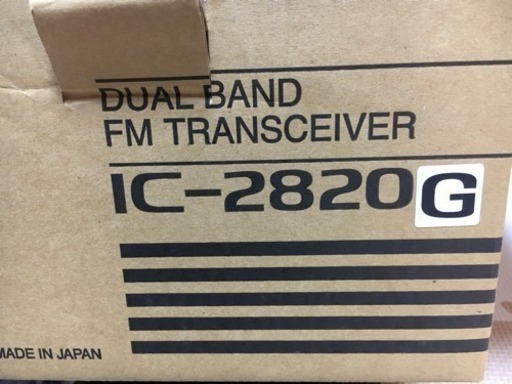 DUAL BAND
FM TRANSCEIVER
IC-2820G
MADE IN JAPAN